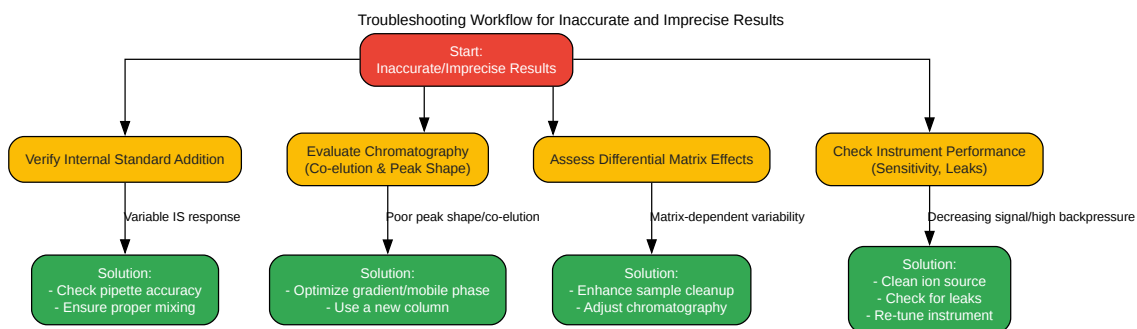 Troubleshooting Workflow for Inaccurate and Imprecise Results
Start:
Inaccurate/Imprecise Results
Verify Internal Standard Addition
Evaluate Chromatography
(Co-elution & Peak Shape)
Assess Differential Matrix Effects
Check Instrument Performance
(Sensitivity, Leaks)
Variable IS response
Poor peak shape/co-elution
Matrix-dependent variability
Decreasing signal/high backpressure
Solution:
- Check pipette accuracy
- Ensure proper mixing
Solution:
- Optimize gradient/mobile phase
- Use a new column
Solution:
- Enhance sample cleanup
- Adjust chromatography
Solution:
- Clean ion source
- Check for leaks
- Re-tune instrument